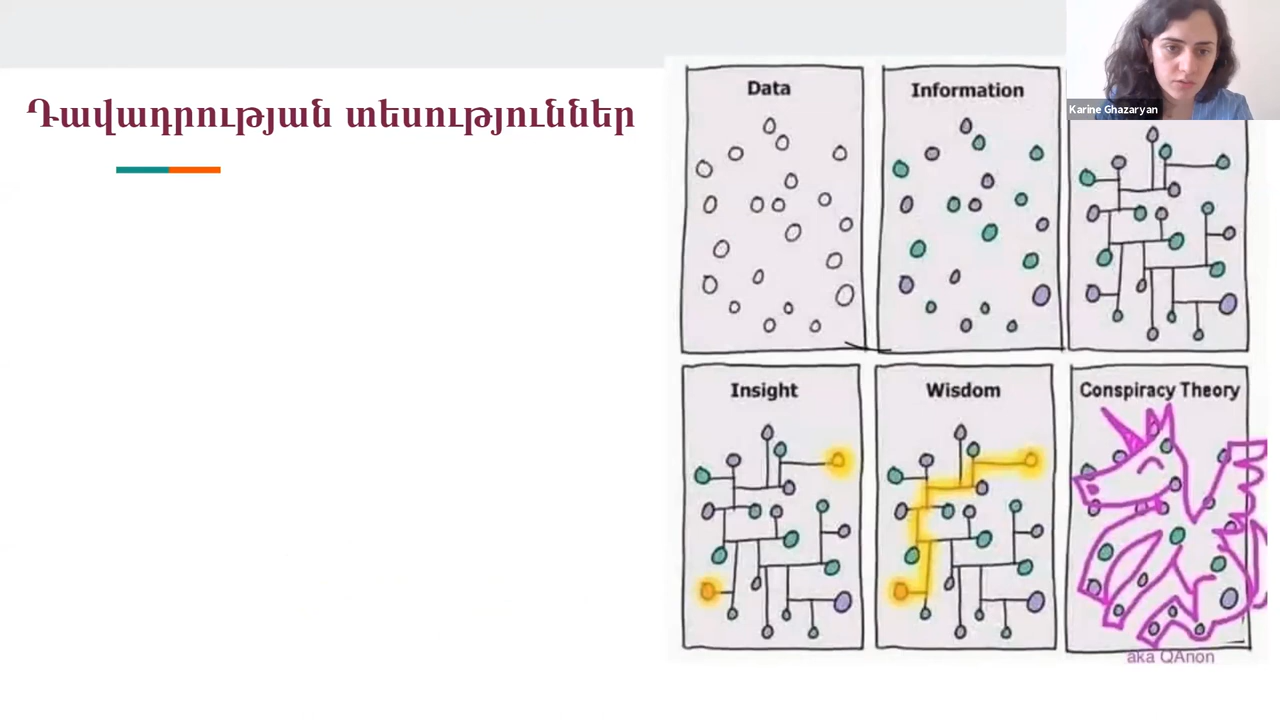 Դավադրության տեսություններ
Data
Information
Karine Ghazaryan
Insight
Wisdom
Conspiracy Theory
aka QAnon